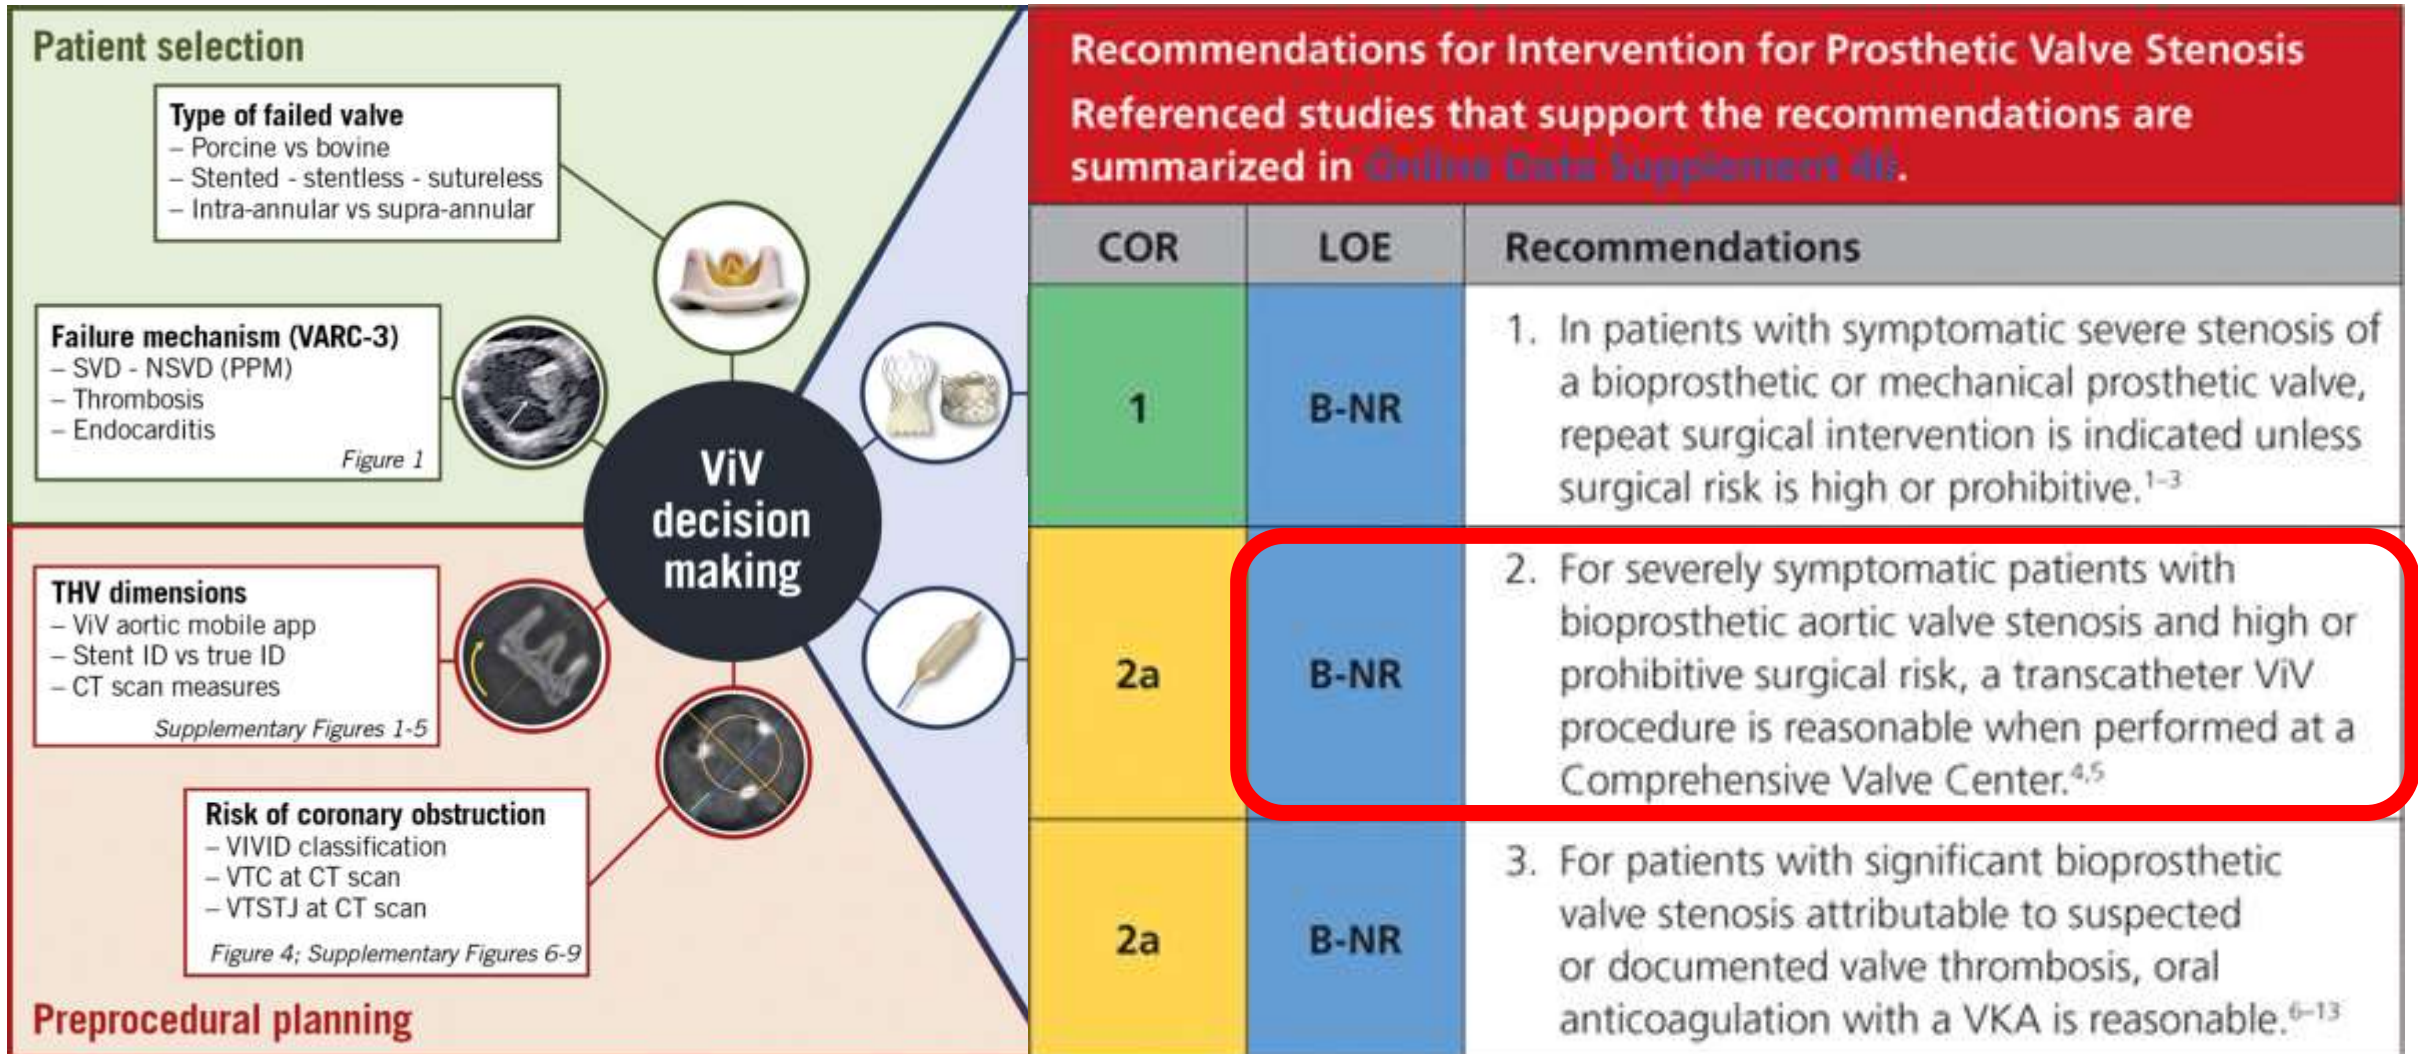 Patient selection
Type of failed valve
– Porcine vs bovine
– Stented - stentless - sutureless
– Intra-annular vs supra-annular
Failure mechanism (VARC-3)
– SVD - NSVD (PPM)
– Thrombosis
– Endocarditis
Figure 1
ViV
decision
making
THV dimensions
– ViV aortic mobile app
– Stent ID vs true ID
– CT scan measures
Supplementary Figures 1-5
Risk of coronary obstruction
– VIVID classification
– VTC at CT scan
– VTSTJ at CT scan
Figure 4; Supplementary Figures 6-9
Preprocedural planning
Recommendations for Intervention for Prosthetic Valve Stenosis
Referenced studies that support the recommendations are
summarized in Online Data Supplement 46.
COR LOE Recommendations
1 B-NR
1. In patients with symptomatic severe stenosis of
a bioprosthetic or mechanical prosthetic valve,
repeat surgical intervention is indicated unless
surgical risk is high or prohibitive.1–3
2a B-NR
2. For severely symptomatic patients with
bioprosthetic aortic valve stenosis and high or
prohibitive surgical risk, a transcatheter ViV
procedure is reasonable when performed at a
Comprehensive Valve Center.4,5
2a B-NR
3. For patients with significant bioprosthetic
valve stenosis attributable to suspected
or documented valve thrombosis, oral
anticoagulation with a VKA is reasonable.6–13